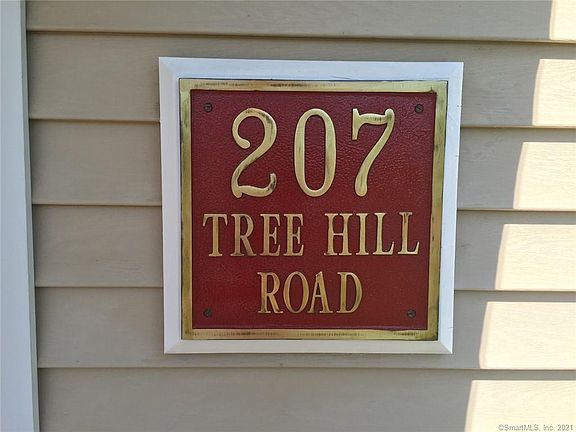 207
TREE HILL
ROAD
©SmartMLS, Inc. 2021